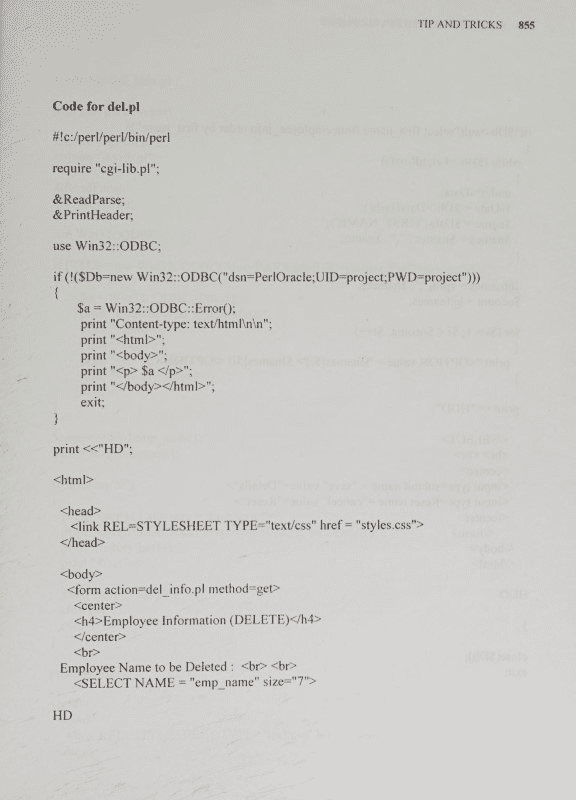 TIP AND TRICKS 855
Code for del.pl
#!c:/perl/perl/bin/perl
require "cgi-lib.pl";
&ReadParse;
&PrintHeader;
use Win32::ODBC;
if (!($Db=new Win32::ODBC("dsn=PerlOracle;UID=project;PWD=project")))
{
$a = Win32::ODBC::Error();
print "Content-type: text/html\n\n";
print "<html>";
print "<body>";
print "<p> $a </p>";
print "</body></html>";
exit;
}
print <<"HD";
<html>
<head>
<link REL=STYLESHEET TYPE="text/css" href = "styles.css">
</head>
<body>
<form action=del_info.pl method=get>
<center>
<h4>Employee Information (DELETE)</h4>
</center>
<br>
Employee Name to be Deleted : <br> <br>
<SELECT NAME = "emp_name" size="7">
HD